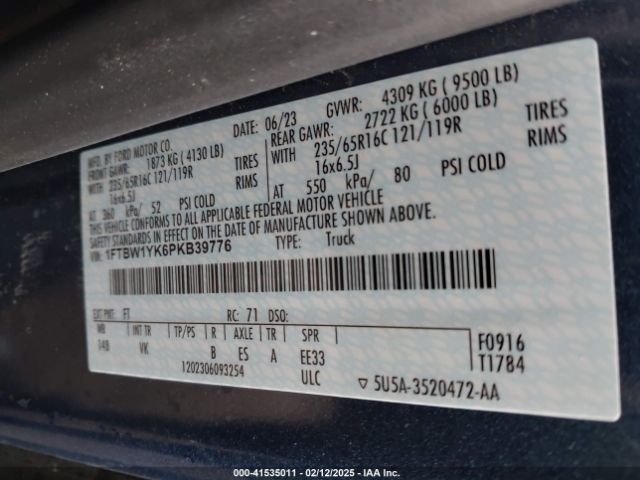 MFD. BY FORD MOTOR CO.
DATE: 06/23 GVWR: 4309 KG ( 9500 LB)
FRONT GAWR: 1873 KG ( 4130 LB)
REAR GAWR: 2722 KG ( 6000 LB)
WITH 235/65R16C 121/119R TIRES
WITH 235/65R16C 121/119R TIRES
16x6.5J RIMS
16x6.5J RIMS
AT 360 kPa/ 52 PSI COLD
AT 550 kPa/ 80 PSI COLD
THIS VEHICLE CONFORMS TO ALL APPLICABLE FEDERAL MOTOR VEHICLE
SAFETY STANDARDS IN EFFECT ON THE DATE OF MANUFACTURE SHOWN ABOVE.
VIN: 1FTBW1YK6PKB39776 TYPE: Truck
EXT PNT: FT RC: 71 DSO:
WB INT TR TP/PS R AXLE TR SPR
148 VK B ES A EE33
1202306093254 ULC
F0916
T1784
5U5A-3520472-AA
000-41535011 - 02/12/2025 - IAA Inc.